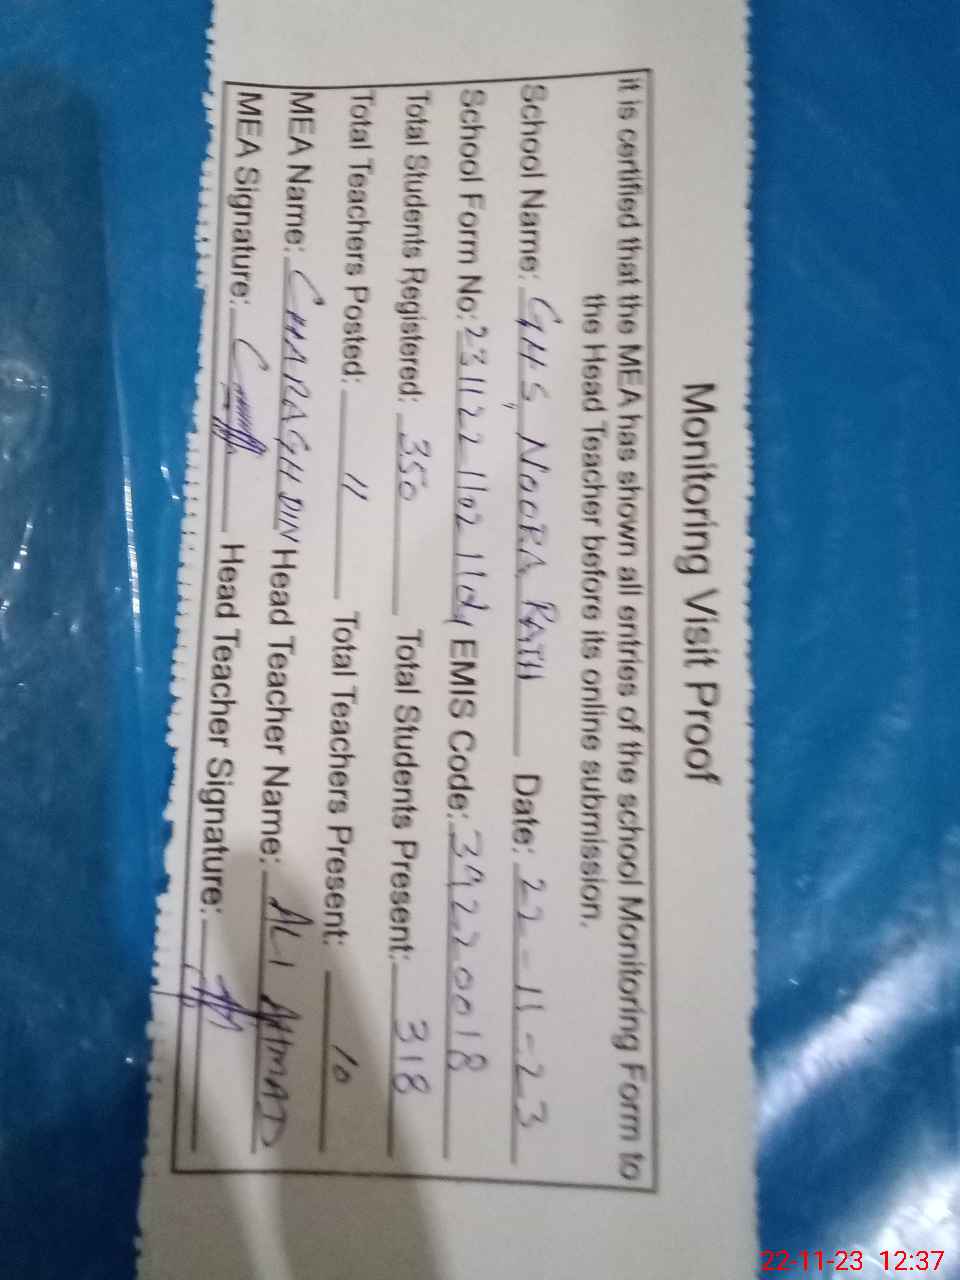 Monitoring Visit Proof
it is certified that the MEA has shown all entries of the school Monitoring Form to
the Head Teacher before its online submission.
School Name: GHS, NOORA RATH Date: 22-11-23
School Form No: EMIS Code: 39220018
Total Students Registered: 350 Total Students Present: 318
Total Teachers Posted: 11 Total Teachers Present: 10
MEA Name: CHARAGH DIN Head Teacher Name: ALI AHMAD
MEA Signature: Head Teacher Signature:
22-11-23 12:37